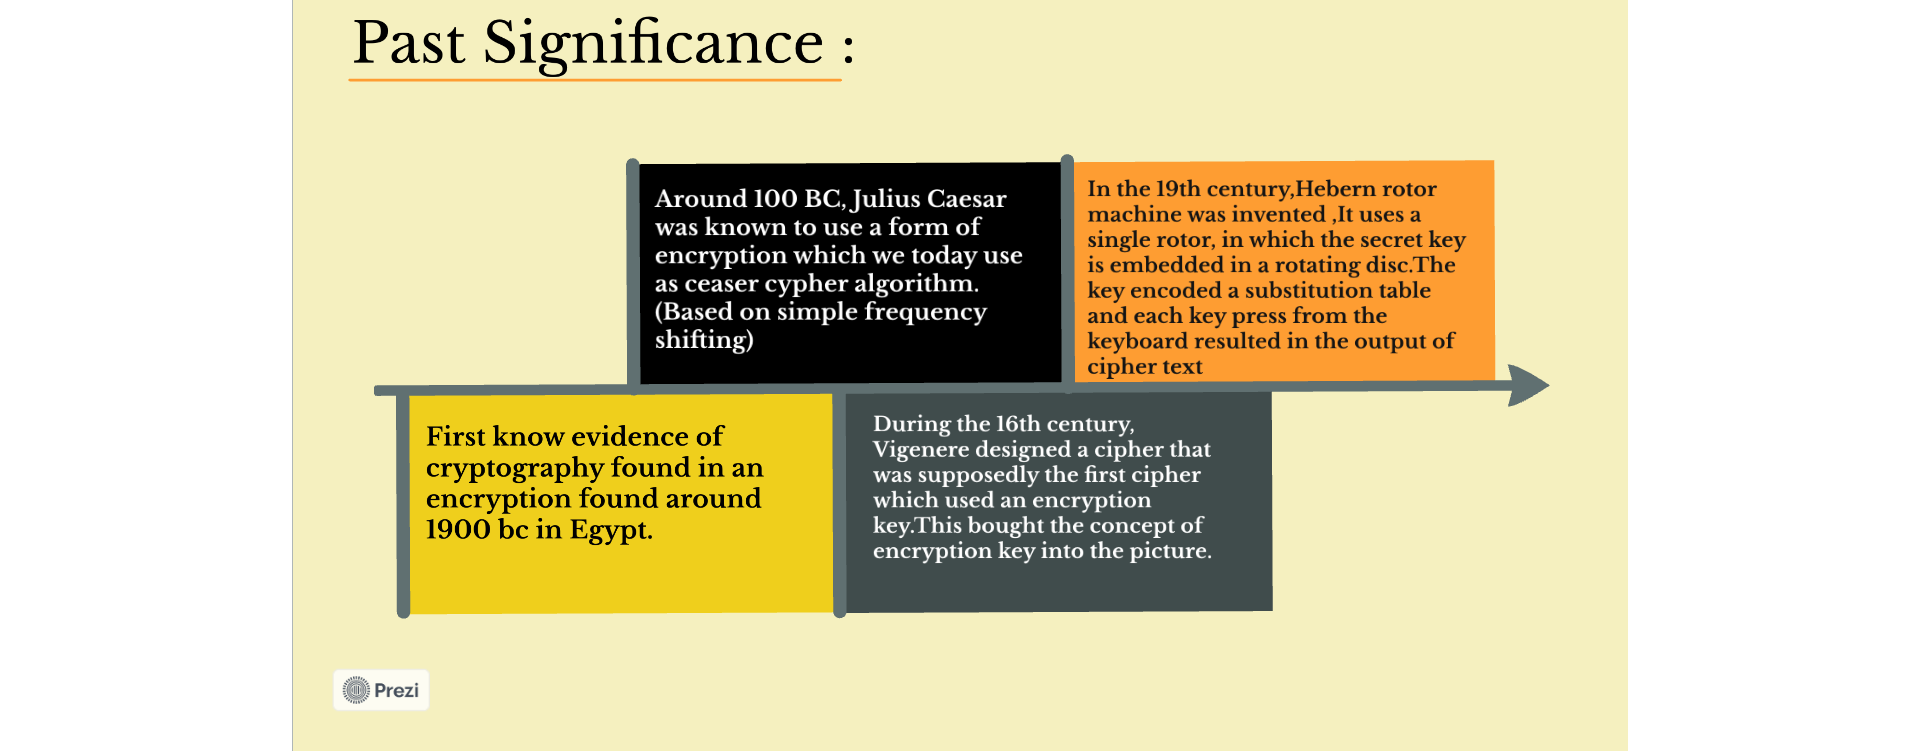 Past Significance :
Around 100 BC, Julius Caesar
was known to use a form of
encryption which we today use
as ceaser cypher algorithm.
(Based on simple frequency
shifting)
In the 19th century,Hebern rotor
machine was invented ,It uses a
single rotor, in which the secret key
is embedded in a rotating disc.The
key encoded a substitution table
and each key press from the
keyboard resulted in the output of
cipher text
First know evidence of
cryptography found in an
encryption found around
1900 bc in Egypt.
During the 16th century,
Vigenere designed a cipher that
was supposedly the first cipher
which used an encryption
key.This bought the concept of
encryption key into the picture.
Prezi